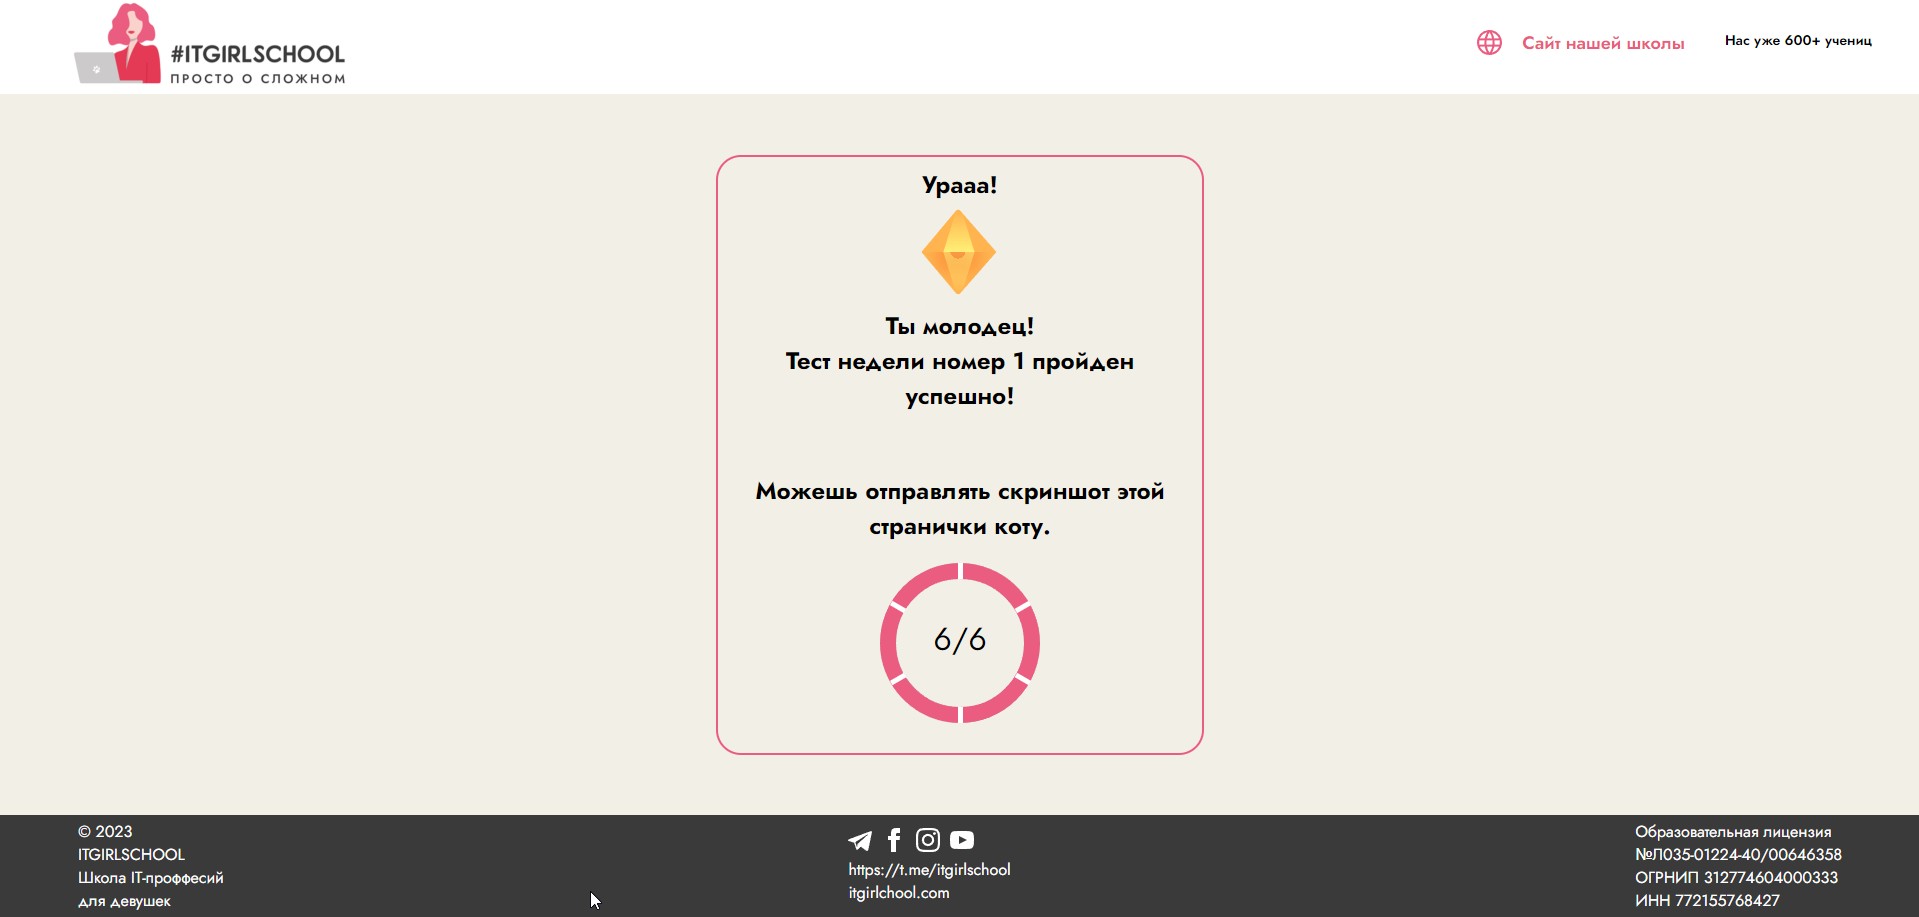 #ITGIRLSCHOOL
ПРОСТО О СЛОЖНОМ
Сайт нашей школы
Нас уже 600+ учениц
Урааа!
Ты молодец!
Тест недели номер 1 пройден
успешно!
Можешь отправлять скриншот этой
странички коту.
6/6
© 2023
ITGIRLSCHOOL
Школа IT-проффесий
для девушек
https://t.me/itgirlschool
itgirlchool.com
Образовательная лицензия
№Л035-01224-40/00646358
ОГРНИП 312774604000333
ИНН 772155768427